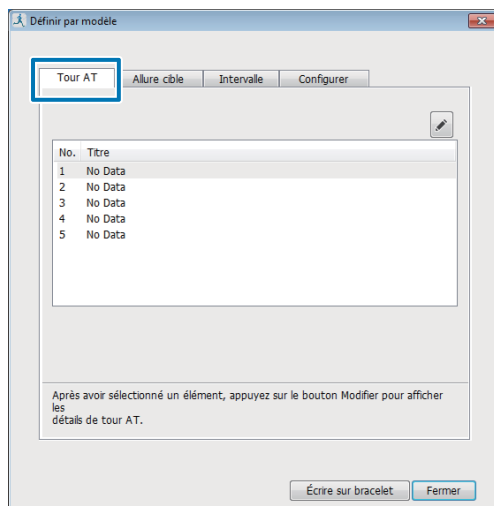 Définir par modèle
Tour AT Allure cible Intervalle Configurer
No. Titre
1 No Data
2 No Data
3 No Data
4 No Data
5 No Data
Après avoir sélectionné un élément, appuyez sur le bouton Modifier pour afficher
les
détails de tour AT.
Écrire sur bracelet Fermer